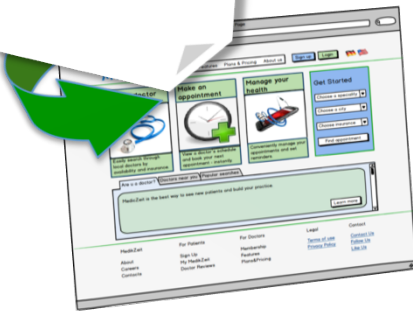 Plans & Pricing
About us
Sign up
Login
Make an
appointment
View a doctor's schedule
and book your next
appointment - instantly
Manage your
health
Conveniently manage your
appointments and set
reminders
Get Started
Choose a specialty
Choose a city
Choose insurance
Find appointment
Easily search through
local doctors by
availability and insurance
Are u a doctor?
Doctors near you
Popular searches
MedixZeit is the best way to see new patients and build your practice
Learn more
MedixZeit
About
Careers
Contacts
For Patients
Sign Up
My MedixZeit
Doctor Reviews
For Doctors
Membership
Features
Plans&Pricing
Legal
Terms of use
Privacy Policy
Contact
Contact Us
Follow Us
Like Us